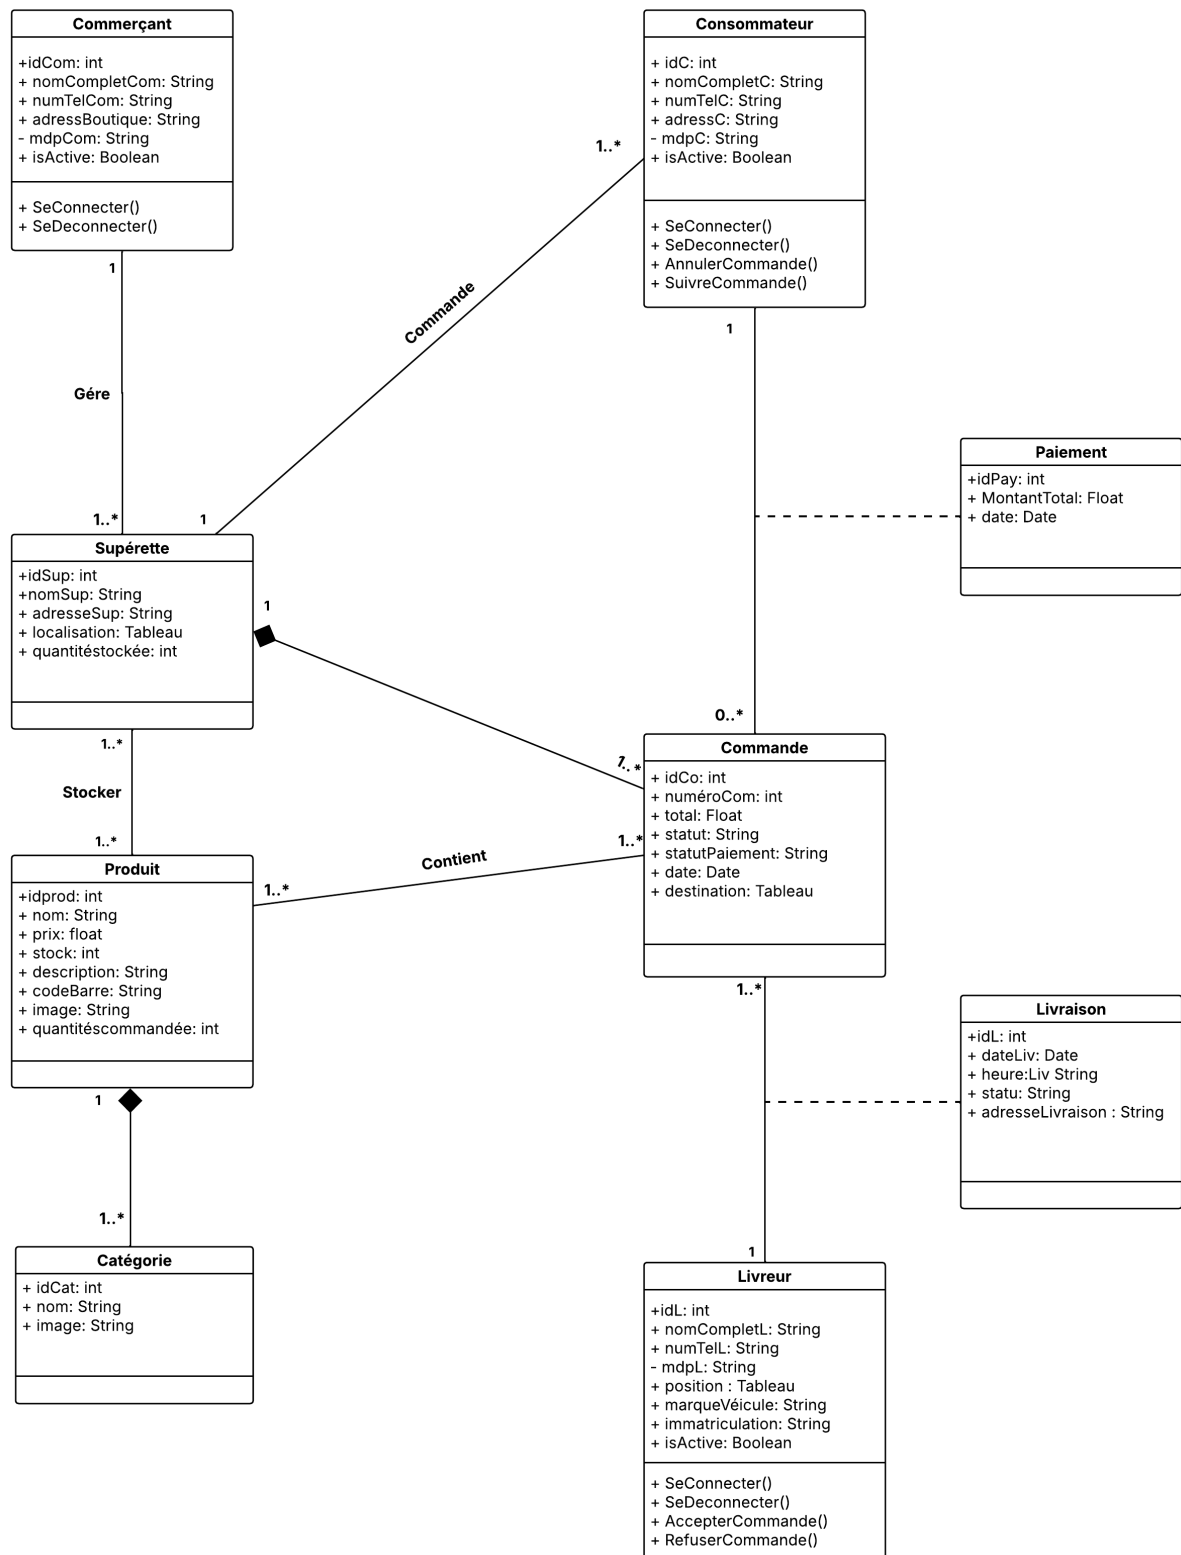 Commerçant
+idCom: int
+ nomCompletCom: String
+ numTelCom: String
+ adressBoutique: String
- mdpCom: String
+ isActive: Boolean
+ SeConnecter()
+ SeDeconnecter()
Consommateur
+ idC: int
+ nomCompletC: String
+ numTelC: String
+ adressC: String
- mdpC: String
+ isActive: Boolean
+ SeConnecter()
+ SeDeconnecter()
+ AnnulerCommande()
+ SuivreCommande()
1..*
Commande
1
1
Gére
1..*
1
Paiement
+idPay: int
+ MontantTotal: Float
+ date: Date
Supérette
+idSup: int
+nomSup: String
+ adresseSup: String
+ localisation: Tableau
+ quantitéstockée: int
1
1..*
0..*
Commande
+ idCo: int
+ numéroCom: int
+ total: Float
+ statut: String
+ statutPaiement: String
+ date: Date
+ destination: Tableau
1..*
Stocker
1..*
1..*
Contient
1..*
Produit
+idprod: int
+ nom: String
+ prix: float
+ stock: int
+ description: String
+ codeBarre: String
+ image: String
+ quantitéscommandée: int
1..*
Livraison
+idL: int
+ dateLiv: Date
+ heure:Liv String
+ statu: String
+ adresseLivraison : String
1
1..*
Catégorie
+ idCat: int
+ nom: String
+ image: String
1
Livreur
+idL: int
+ nomCompletL: String
+ numTelL: String
- mdpL: String
+ position : Tableau
+ marqueVéicule: String
+ immatriculation: String
+ isActive: Boolean
+ SeConnecter()
+ SeDeconnecter()
+ AccepterCommande()
+ RefuserCommande()